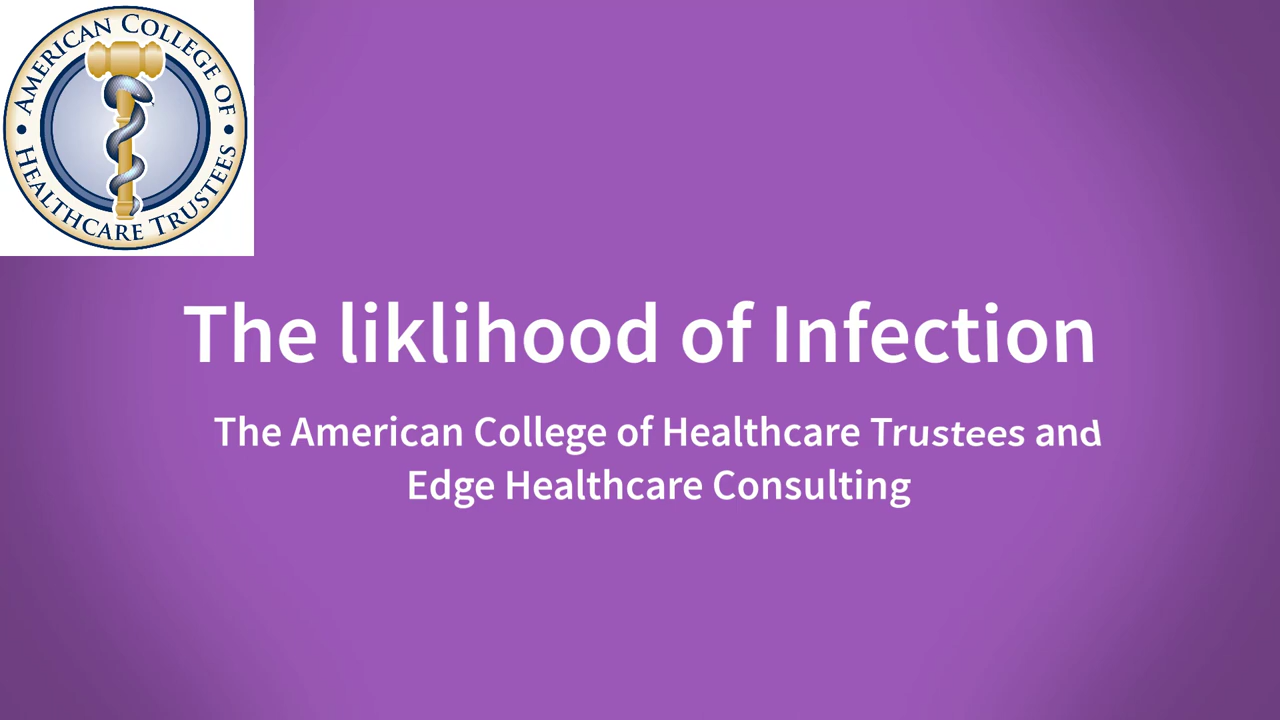 AMERICAN COLLEGE OF
HEALTHCARE TRUSTEES
The liklihood of Infection
The American College of Healthcare Trustees and
Edge Healthcare Consulting